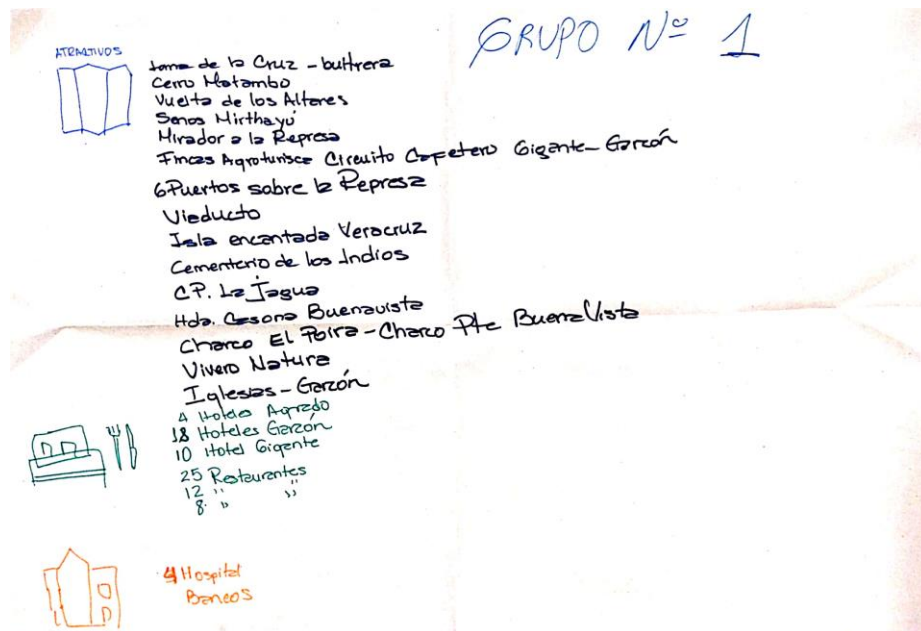 GRUPO Nº 1
ATRACTIVOS
Loma de la Cruz - buitrera
Cerro Matambo
Vuelta de los Altares
Senos Mirthayú
Mirador a la Represa
Fincas Agroturisce Circuito Cafetero Gigante - Garzón
6 Puertos sobre la Represa
Viaducto
Isla encantada Veracruz
Cementerio de los Indios
CP. La Jagua
Hda. Casona Buenavista
Charco El Poira - Charco Pte Buena Vista
Vivero Natura
Iglesias - Garzón
4 Hoteles Agrado
18 Hoteles Garzón
10 Hotel Gigente
25 Restaurantes
12 " "
8. " "
4 Hospital
Bancos